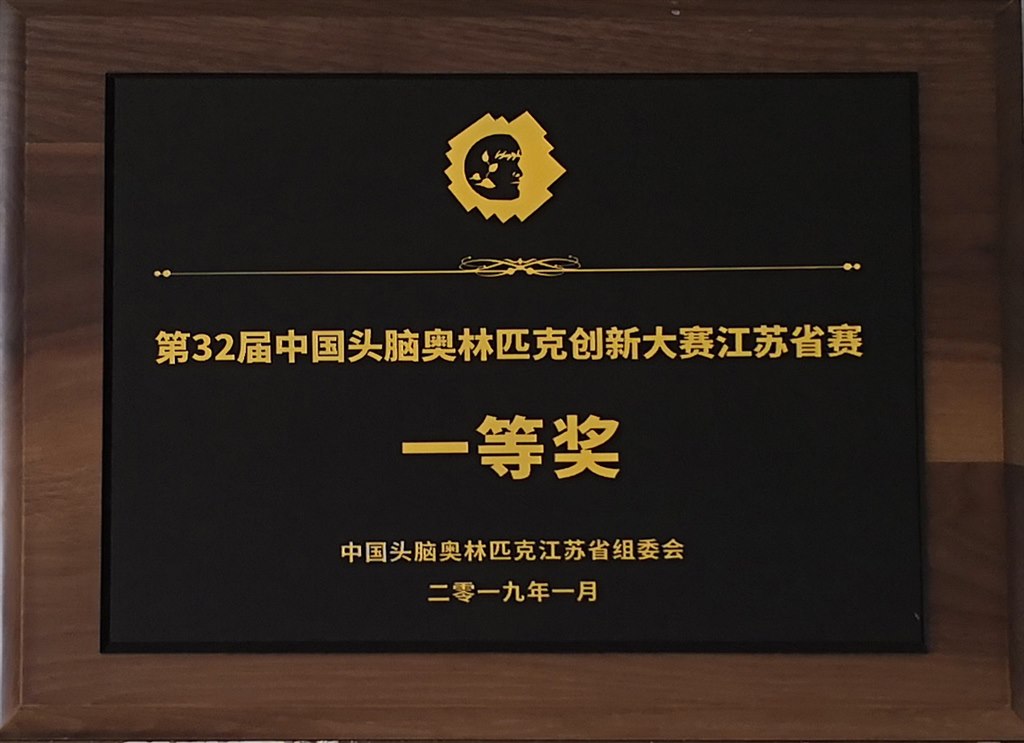 第32届中国头脑奥林匹克创新大赛江苏省赛
一等奖
中国头脑奥林匹克江苏省组委会
二零一九年一月